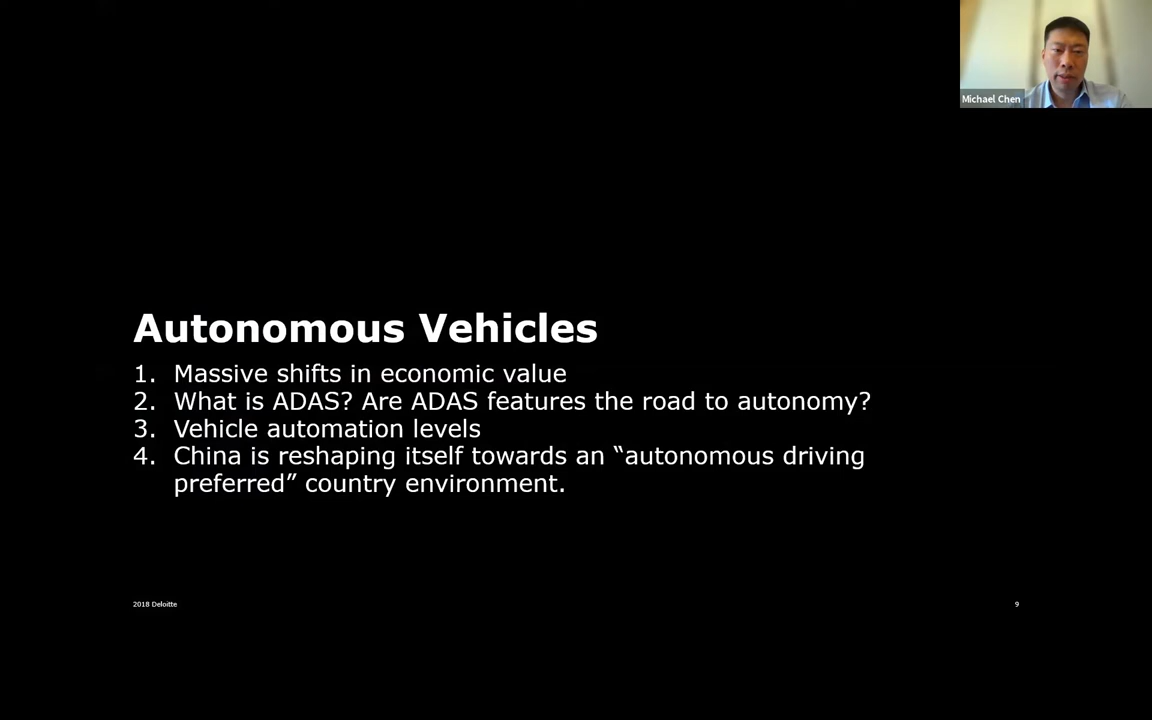 Michael Chen
Autonomous Vehicles
1. Massive shifts in economic value
2. What is ADAS? Are ADAS features the road to autonomy?
3. Vehicle automation levels
4. China is reshaping itself towards an “autonomous driving
preferred” country environment.
2018 Deloitte
9